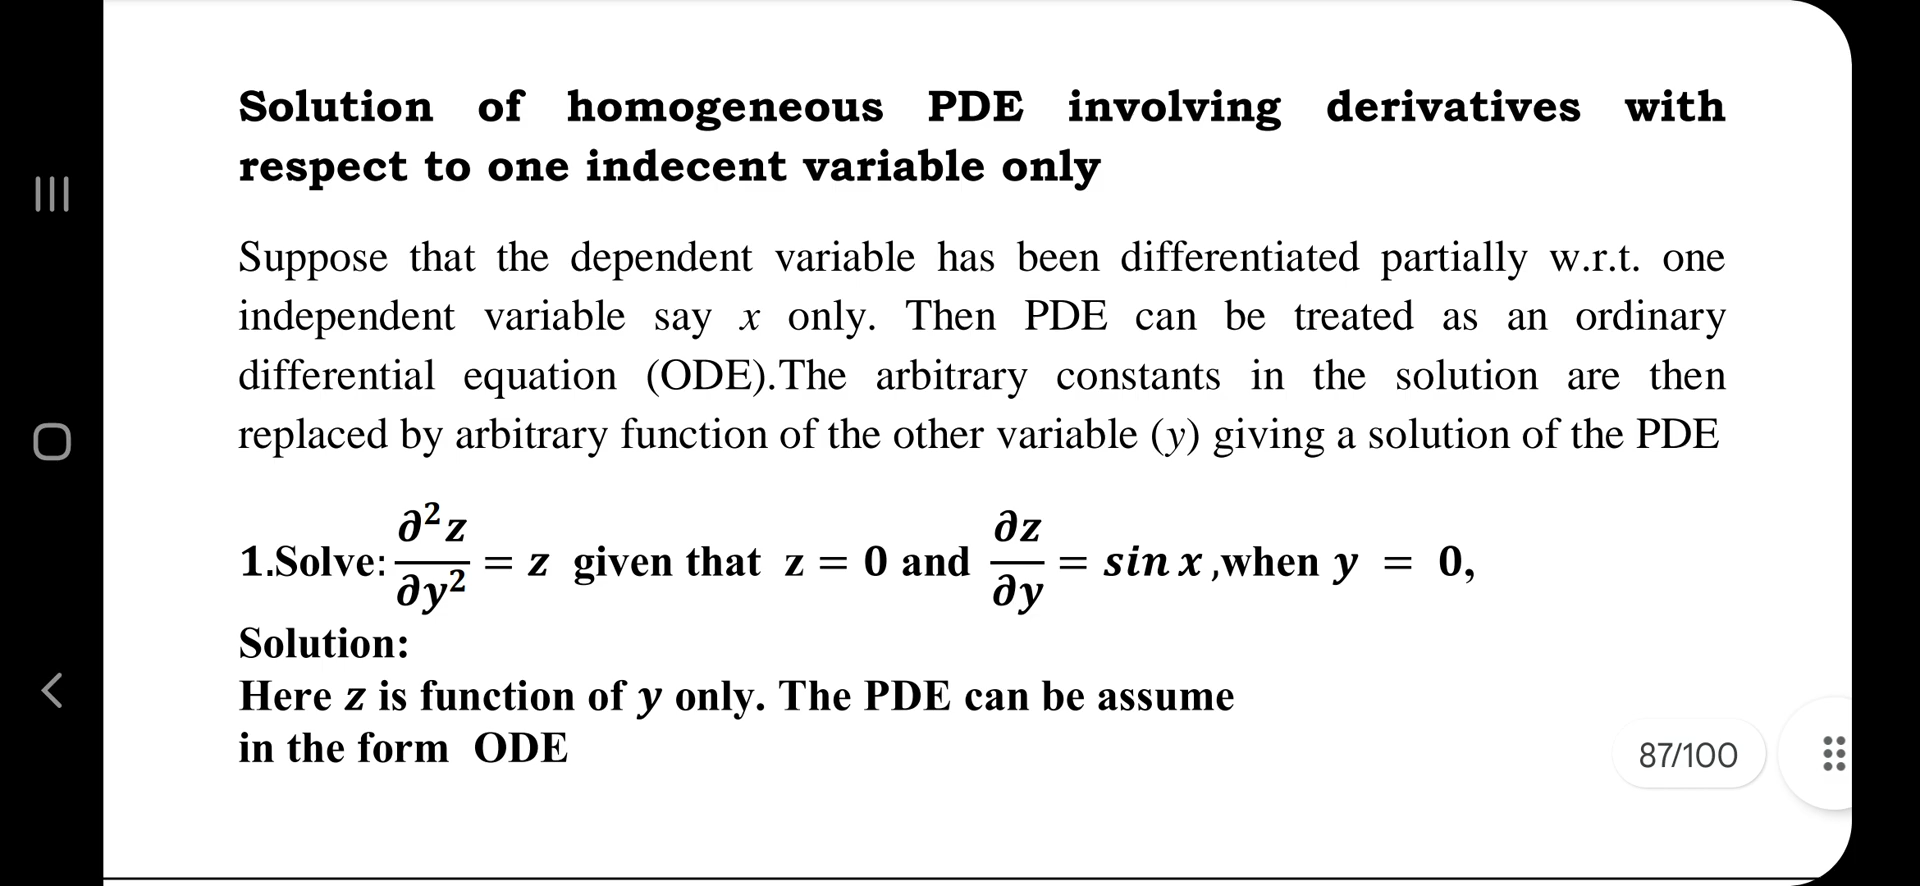 Solution of homogeneous PDE involving derivatives with
respect to one indecent variable only
Suppose that the dependent variable has been differentiated partially w.r.t. one
independent variable say x only. Then PDE can be treated as an ordinary
differential equation (ODE).The arbitrary constants in the solution are then
replaced by arbitrary function of the other variable (y) giving a solution of the PDE
1.Solve: ∂²z/∂y² = z given that z = 0 and ∂z/∂y = sin x ,when y = 0,
Solution:
Here z is function of y only. The PDE can be assume
in the form ODE
87/100